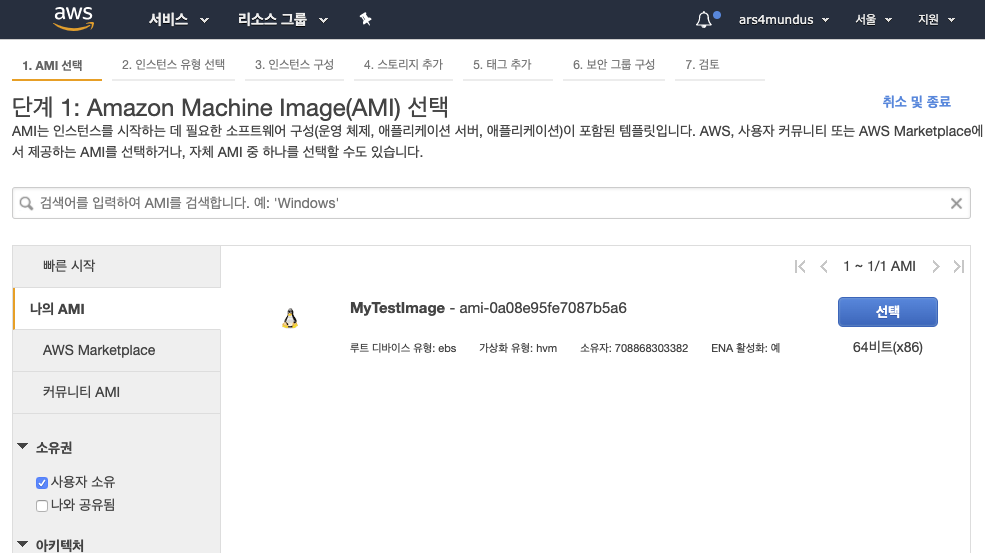 aws 서비스 리소스 그룹 ars4mundus 서울 지원
1. AMI 선택 2. 인스턴스 유형 선택 3. 인스턴스 구성 4. 스토리지 추가 5. 태그 추가 6. 보안 그룹 구성 7. 검토
단계 1: Amazon Machine Image(AMI) 선택 취소 및 종료
AMI는 인스턴스를 시작하는 데 필요한 소프트웨어 구성(운영 체제, 애플리케이션 서버, 애플리케이션)이 포함된 템플릿입니다. AWS, 사용자 커뮤니티 또는 AWS Marketplace에
서 제공하는 AMI를 선택하거나, 자체 AMI 중 하나를 선택할 수도 있습니다.
검색어를 입력하여 AMI를 검색합니다. 예: 'Windows'
빠른 시작
나의 AMI
AWS Marketplace
커뮤니티 AMI
소유권
사용자 소유
나와 공유됨
아키텍처
1 ~ 1/1 AMI
MyTestImage - ami-0a08e95fe7087b5a6 선택
루트 디바이스 유형: ebs 가상화 유형: hvm 소유자: 708868303382 ENA 활성화: 예 64비트(x86)